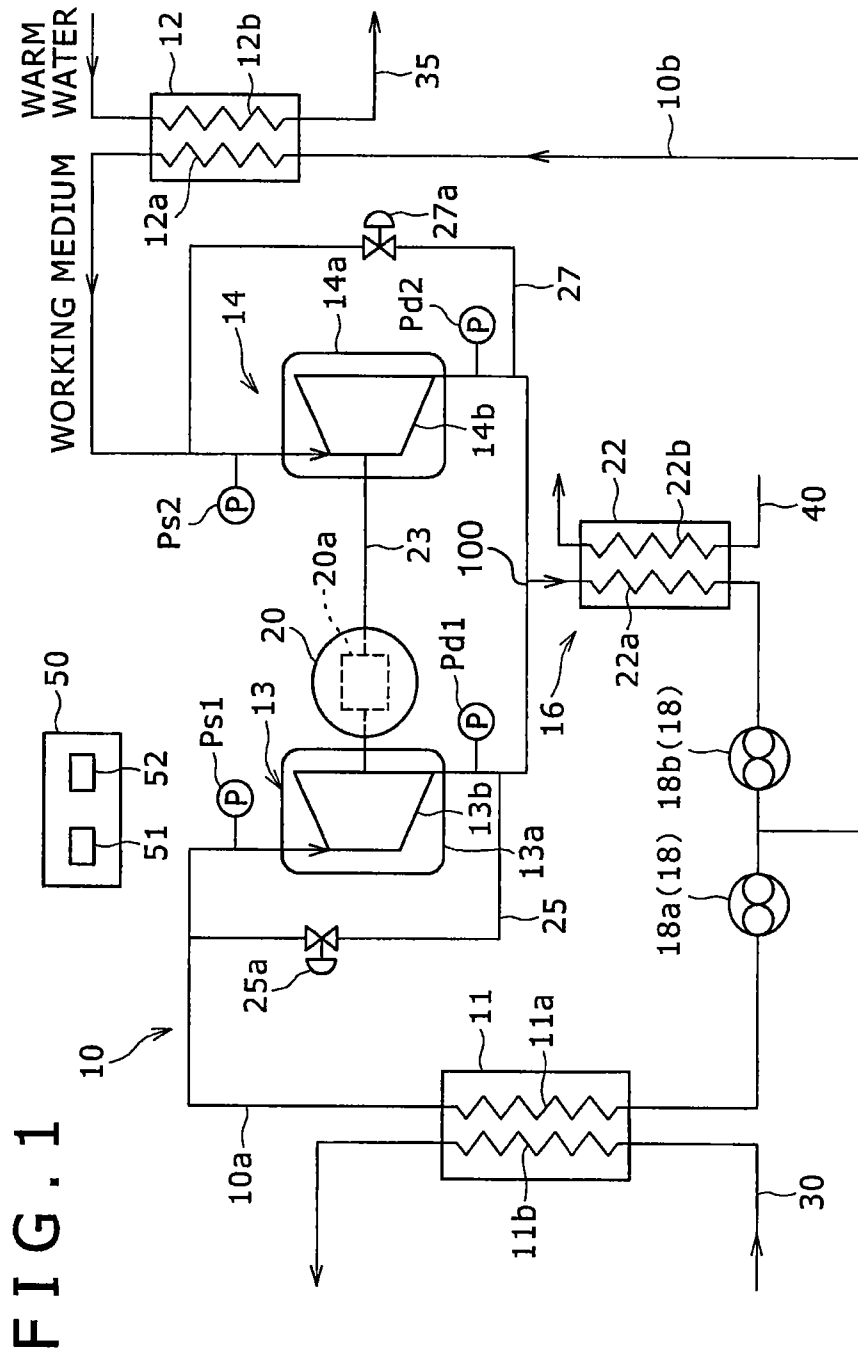 FIG. 1
10
10a
25a
50
51
52
Ps1
13
20
20a
Ps2
14
14a
27a
WORKING MEDIUM
WARM
WATER
12
12a
12b
35
10b
11
11a
11b
30
25
13a
13b
Pd1
23
100
14b
Pd2
27
16
22
22a
22b
40
18a(18)
18b(18)
P
P
P
P